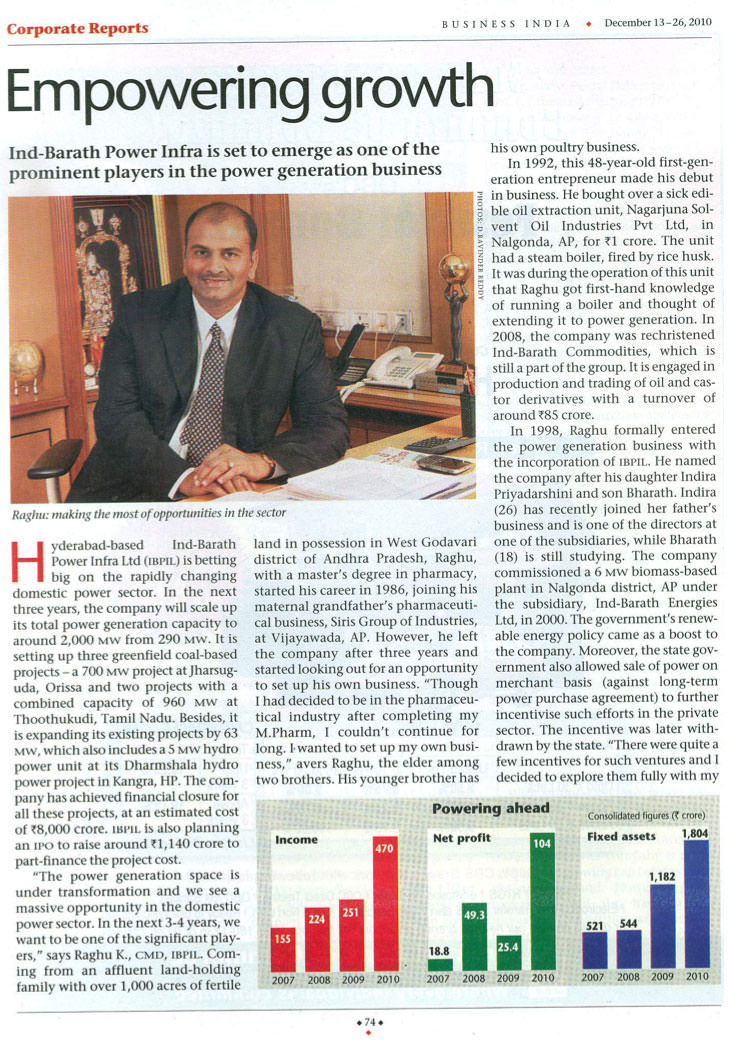 Corporate Reports
BUSINESS INDIA ◆ December 13–26, 2010
Empowering growth
Ind-Barath Power Infra is set to emerge as one of the
prominent players in the power generation business
PHOTOS: D.RAVINDER REDDY
Raghu: making the most of opportunities in the sector
Hyderabad-based Ind-Barath
Power Infra Ltd (IBPIL) is betting
big on the rapidly changing
domestic power sector. In the next
three years, the company will scale up
its total power generation capacity to
around 2,000 MW from 290 MW. It is
setting up three greenfield coal-based
projects – a 700 MW project at Jharsug-
uda, Orissa and two projects with a
combined capacity of 960 MW at
Thoothukudi, Tamil Nadu. Besides, it
is expanding its existing projects by 63
MW, which also includes a 5 MW hydro
power unit at its Dharmshala hydro
power project in Kangra, HP. The com-
pany has achieved financial closure for
all these projects, at an estimated cost
of ₹8,000 crore. IBPIL is also planning
an IPO to raise around ₹1,140 crore to
part-finance the project cost.
“The power generation space is
under transformation and we see a
massive opportunity in the domestic
power sector. In the next 3-4 years, we
want to be one of the significant play-
ers,” says Raghu K., CMD, IBPIL. Com-
ing from an affluent land-holding
family with over 1,000 acres of fertile
land in possession in West Godavari
district of Andhra Pradesh, Raghu,
with a master’s degree in pharmacy,
started his career in 1986, joining his
maternal grandfather’s pharmaceuti-
cal business, Siris Group of Industries,
at Vijayawada, AP. However, he left
the company after three years and
started looking out for an opportunity
to set up his own business. “Though
I had decided to be in the pharmaceu-
tical industry after completing my
M.Pharm, I couldn’t continue for
long. I wanted to set up my own busi-
ness,” avers Raghu, the elder among
two brothers. His younger brother has
his own poultry business.
In 1992, this 48-year-old first-gen-
eration entrepreneur made his debut
in business. He bought over a sick edi-
ble oil extraction unit, Nagarjuna Sol-
vent Oil Industries Pvt Ltd, in
Nalgonda, AP, for ₹1 crore. The unit
had a steam boiler, fired by rice husk.
It was during the operation of this unit
that Raghu got first-hand knowledge
of running a boiler and thought of
extending it to power generation. In
2008, the company was rechristened
Ind-Barath Commodities, which is
still a part of the group. It is engaged in
production and trading of oil and cas-
tor derivatives with a turnover of
around ₹85 crore.
In 1998, Raghu formally entered
the power generation business with
the incorporation of IBPIL. He named
the company after his daughter Indira
Priyadarshini and son Bharath. Indira
(26) has recently joined her father’s
business and is one of the directors at
one of the subsidiaries, while Bharath
(18) is still studying. The company
commissioned a 6 MW biomass-based
plant in Nalgonda district, AP under
the subsidiary, Ind-Barath Energies
Ltd, in 2000. The government’s renew-
able energy policy came as a boost to
the company. Moreover, the state gov-
ernment also allowed sale of power on
merchant basis (against long-term
power purchase agreement) to further
incentivise such efforts in the private
sector. The incentive was later with-
drawn by the state. “There were quite a
few incentives for such ventures and I
decided to explore them fully with my
Powering ahead
Consolidated figures (₹ crore)
Income
155
224
251
470
2007 2008 2009 2010
Net profit
18.8
49.3
25.4
104
2007 2008 2009 2010
Fixed assets
521
544
1,182
1,804
2007 2008 2009 2010
◆ 74 ◆